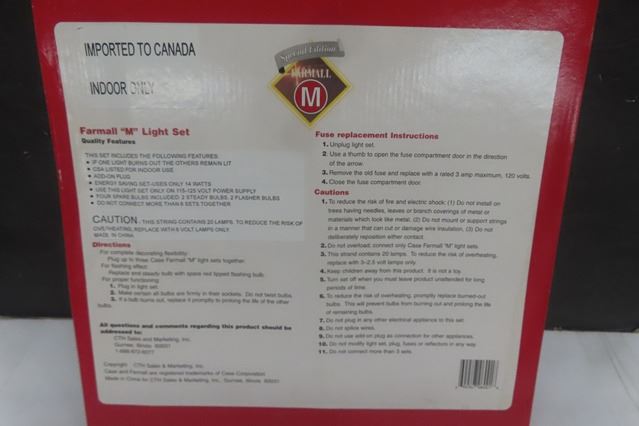 IMPORTED TO CANADA
INDOOR ONLY
Special Edition
FARMALL
M
Farmall "M" Light Set
Quality Features
THIS SET INCLUDES THE FOLLOWING FEATURES:
• IF ONE LIGHT BURNS OUT THE OTHERS REMAIN LIT
• CSA LISTED FOR INDOOR USE
• ADD-ON PLUG
• ENERGY SAVING SET-USES ONLY 14 WATTS
• USE THIS LIGHT SET ONLY ON 115-125 VOLT POWER SUPPLY
• FOUR SPARE BULBS INCLUDED: 2 STEADY BULBS, 2 FLASHER BULBS
• DO NOT CONNECT MORE THAN 6 SETS TOGETHER
CAUTION - THIS STRING CONTAINS 20 LAMPS. TO REDUCE THE RISK OF
OVE/HEATING, REPLACE WITH 6 VOLT LAMPS ONLY.
MADE IN CHINA
Directions
For complete decorating flexibility:
Plug up to three Case Farmall "M" light sets together.
For flashing effect:
Replace and steady bulb with spare red tipped flashing bulb.
For proper functioning:
1. Plug in light set.
2. Make certain all bulbs are firmly in their sockets. Do not twist bulbs.
3. If a bulb burns out, replace it promptly to prolong the life of the other
bulbs.
All questions and comments regarding this product should be
addressed to:
CTH Sales and Marketing, Inc.
Gurnee, Illinois 60031
Copyright CTH Sales & Marketing, Inc.
Case and Farmall are registered trademarks of Case Corporation
Made in China for CTH Sales & Marketing, Inc., Gurnee, Illinois 60031
Fuse replacement Instructions
1. Unplug light set.
2. Use a thumb to open the fuse compartment door in the direction
of the arrow.
3. Remove the old fuse and replace with a rated 3 amp maximum, 120 volts.
4. Close the fuse compartment door.
Cautions
1. To reduce the risk of fire and electric shock: (1) Do not install on
trees having needles, leaves or branch coverings of metal or
materials which look like metal. (2) Do not mount or support strings
in a manner that can cut or damage wire insulation, (3) Do not
deliberately reposition either contact.
2. Do not overload, connect only Case Farmall "M" light sets.
3. This strand contains 20 lamps. To reduce the risk of overheating,
replace with 3-2.5 volt lamps only.
4. Keep children away from this product. It is not a toy.
5. Turn set off when you must leave product unattended for long
periods of time.
6. To reduce the risk of overheating, promptly replace burned-out
bulbs. This will prevent bulbs from burning out and prolong the life
of remaining bulbs.
7. Do not plug in any other electrical appliance to this set.
8. Do not splice wires.
9. Do not use add-on plug as connection for other appliances.
10. Do not modify light set, plug, fuses or reflectors in any way.
11. Do not connect more than 3 sets.